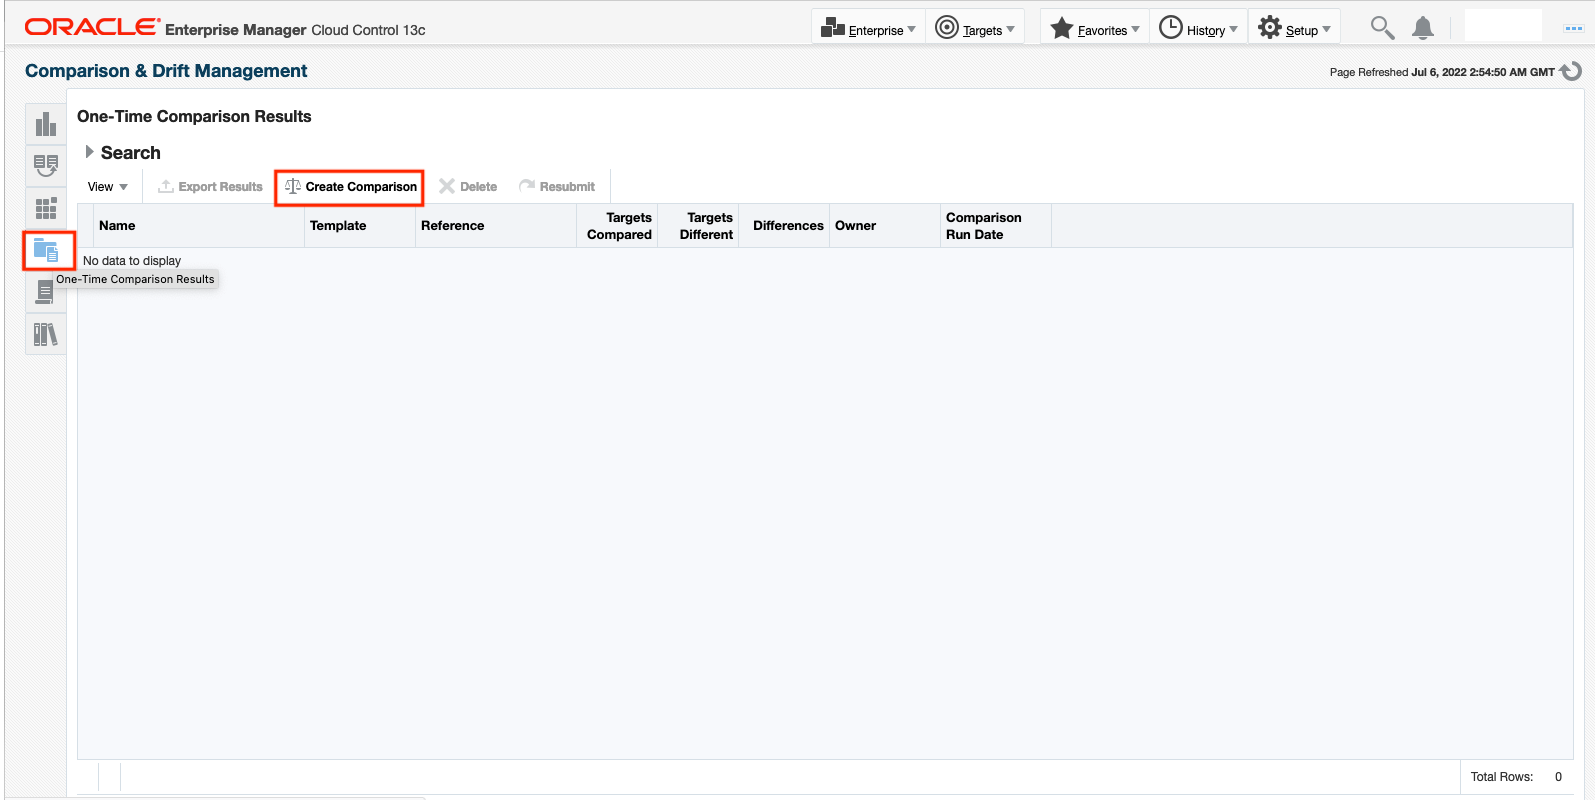 ORACLE® Enterprise Manager Cloud Control 13c
Enterprise Targets Favorites History Setup
Comparison & Drift Management
Page Refreshed Jul 6, 2022 2:54:50 AM GMT
One-Time Comparison Results
Search
View Export Results Create Comparison Delete Resubmit
Name Template Reference Targets Compared Targets Different Differences Owner Comparison Run Date
No data to display
One-Time Comparison Results
Total Rows: 0